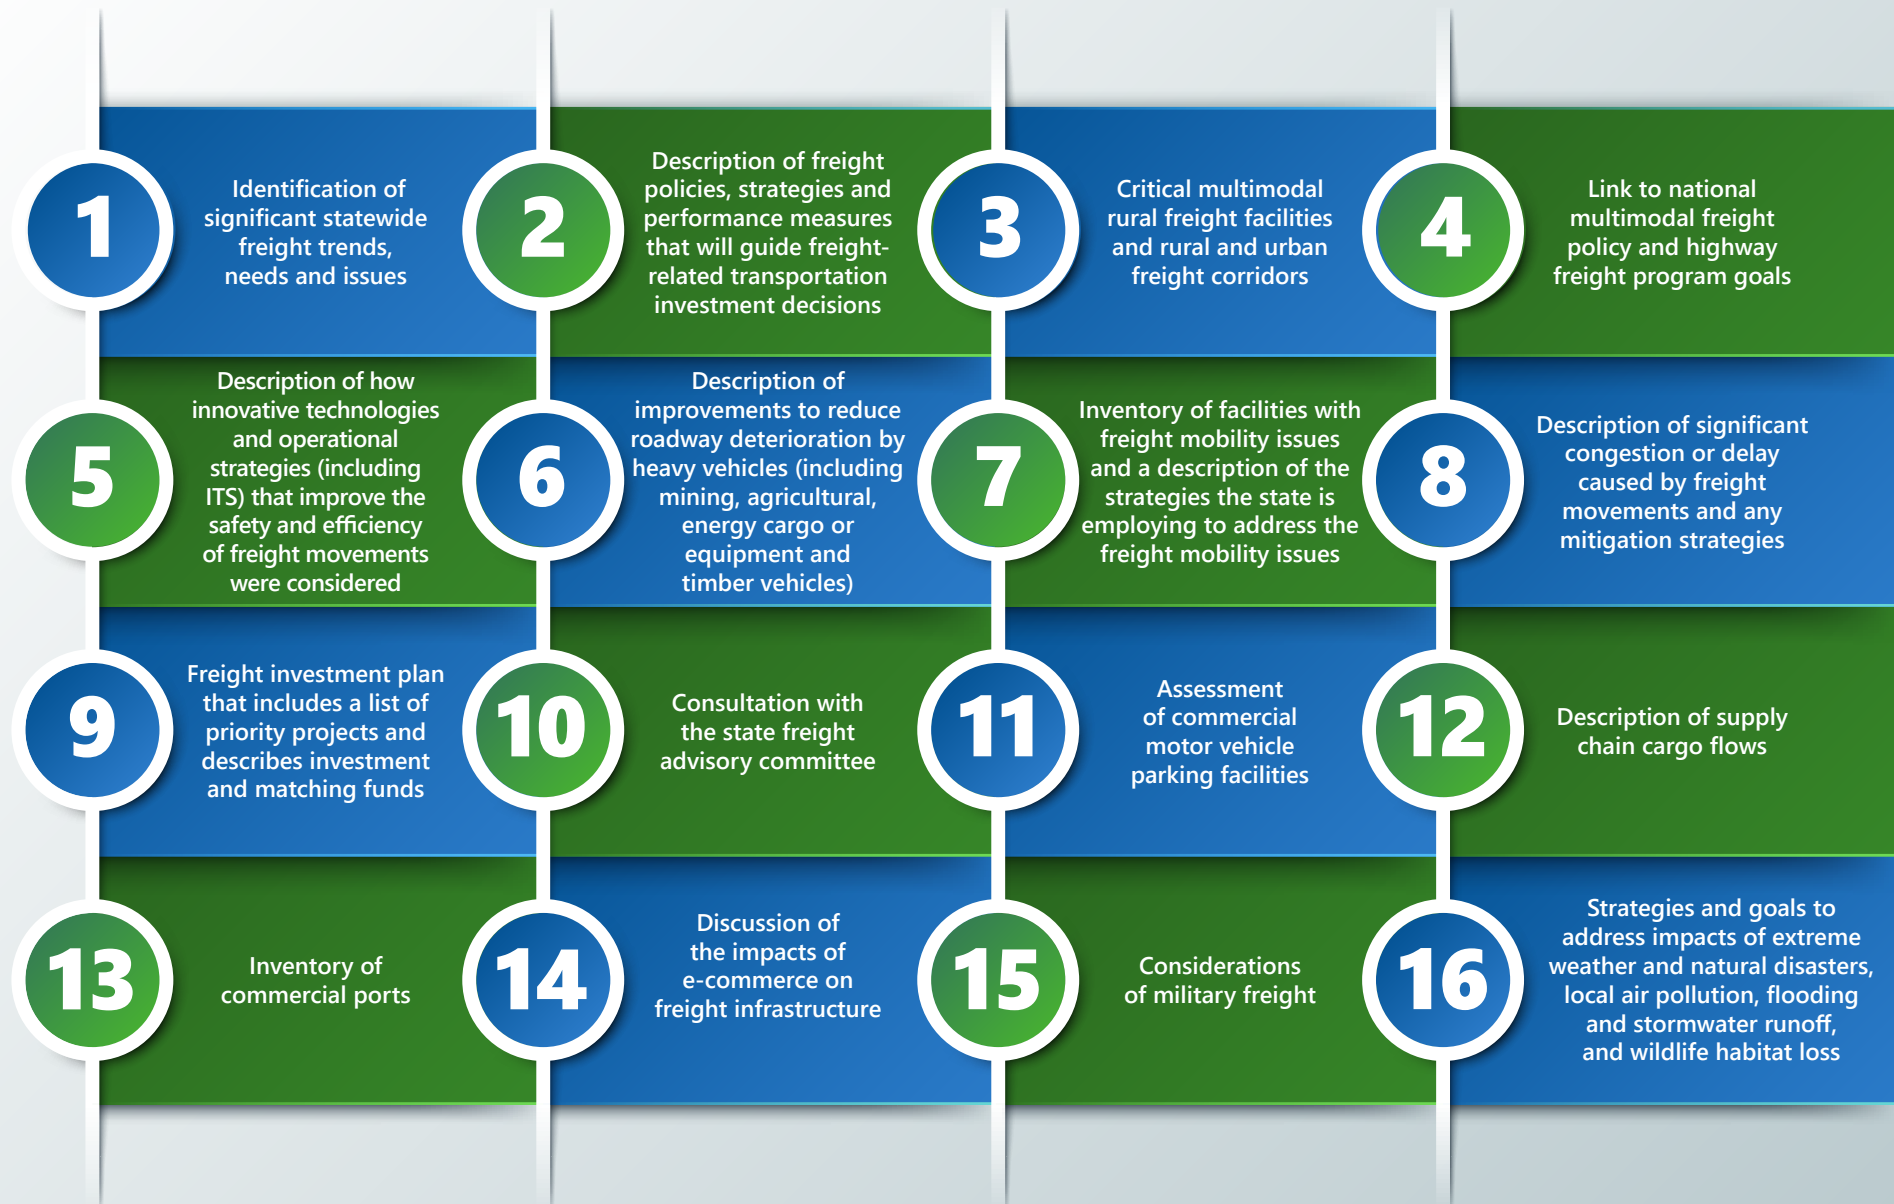 1
Identification of
significant statewide
freight trends,
needs and issues
2
Description of freight
policies, strategies and
performance measures
that will guide freight-
related transportation
investment decisions
3
Critical multimodal
rural freight facilities
and rural and urban
freight corridors
4
Link to national
multimodal freight
policy and highway
freight program goals
5
Description of how
innovative technologies
and operational
strategies (including
ITS) that improve the
safety and efficiency
of freight movements
were considered
6
Description of
improvements to reduce
roadway deterioration by
heavy vehicles (including
mining, agricultural,
energy cargo or
equipment and
timber vehicles)
7
Inventory of facilities with
freight mobility issues
and a description of the
strategies the state is
employing to address the
freight mobility issues
8
Description of significant
congestion or delay
caused by freight
movements and any
mitigation strategies
9
Freight investment plan
that includes a list of
priority projects and
describes investment
and matching funds
10
Consultation with
the state freight
advisory committee
11
Assessment
of commercial
motor vehicle
parking facilities
12
Description of supply
chain cargo flows
13
Inventory of
commercial ports
14
Discussion of
the impacts of
e-commerce on
freight infrastructure
15
Considerations
of military freight
16
Strategies and goals to
address impacts of extreme
weather and natural disasters,
local air pollution, flooding
and stormwater runoff,
and wildlife habitat loss